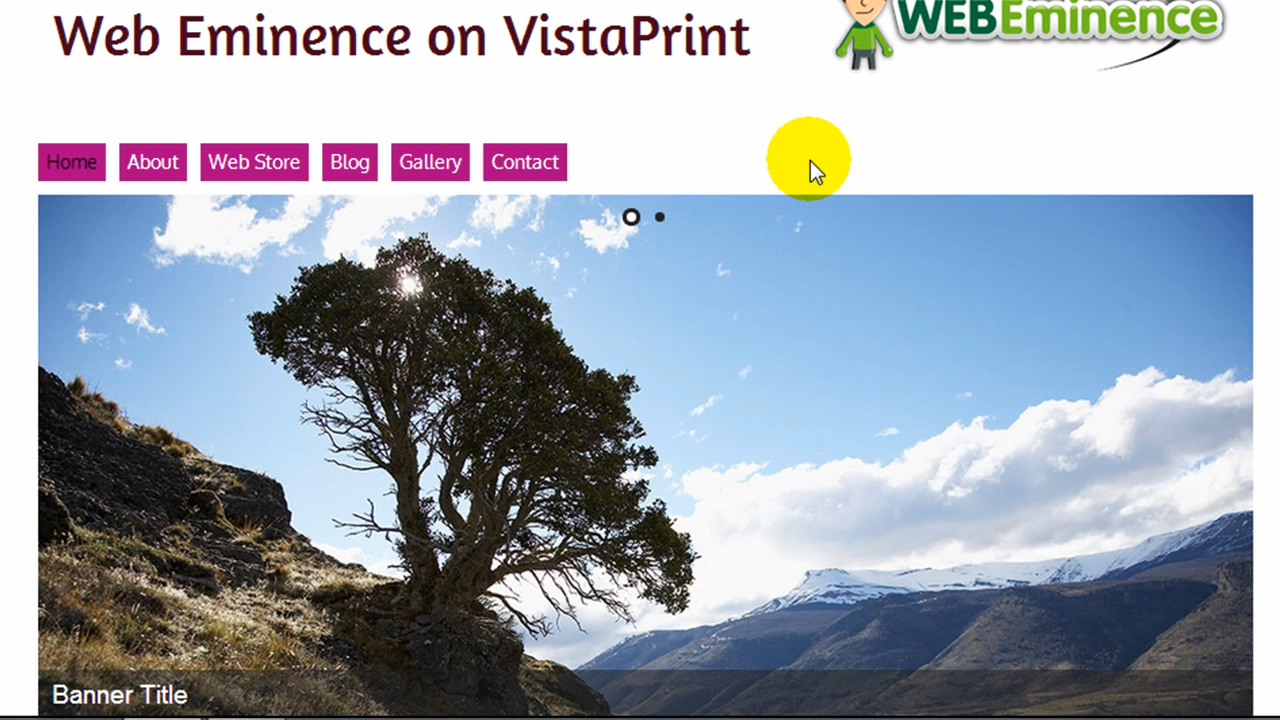 Web Eminence on VistaPrint
WEBEminence
Home About Web Store Blog Gallery Contact
Banner Title